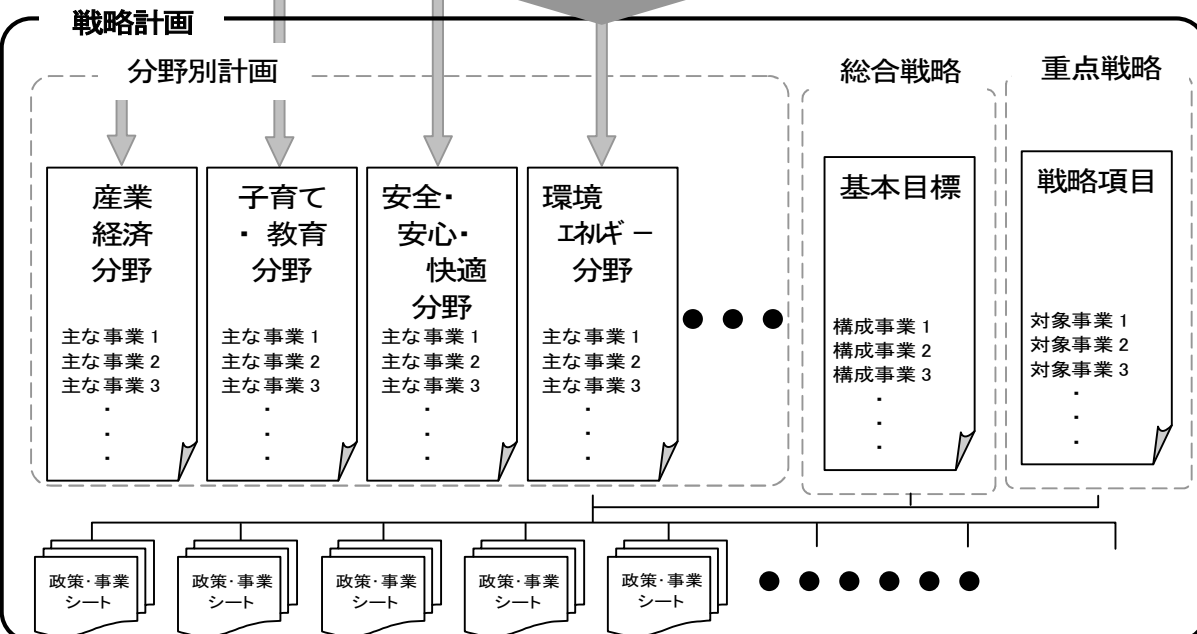 戦略計画
分野別計画
総合戦略
重点戦略
産業
経済
分野
主な事業1
主な事業2
主な事業3
・
・
・
子育て
・教育
分野
主な事業1
主な事業2
主な事業3
・
・
・
安全・
安心・
快適
分野
主な事業1
主な事業2
主な事業3
・
・
・
環境
エネルギー
分野
主な事業1
主な事業2
主な事業3
・
・
・
●●●
基本目標
構成事業1
構成事業2
構成事業3
・
・
・
戦略項目
対象事業1
対象事業2
対象事業3
・
・
・
政策・事業
シート
政策・事業
シート
政策・事業
シート
政策・事業
シート
政策・事業
シート
●●●●●●